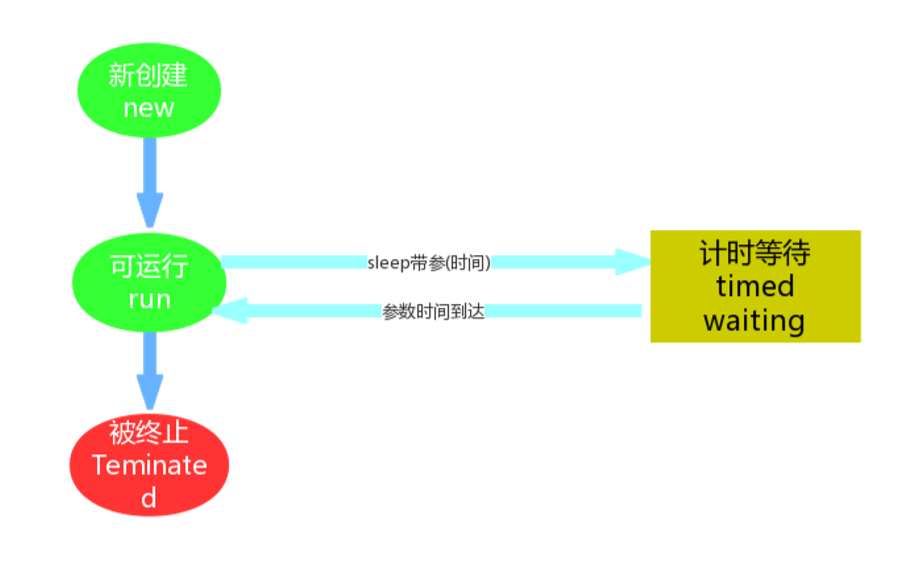 新创建
new
可运行
run
sleep带参(时间)
参数时间到达
计时等待
timed
waiting
被终止
Teminate
d